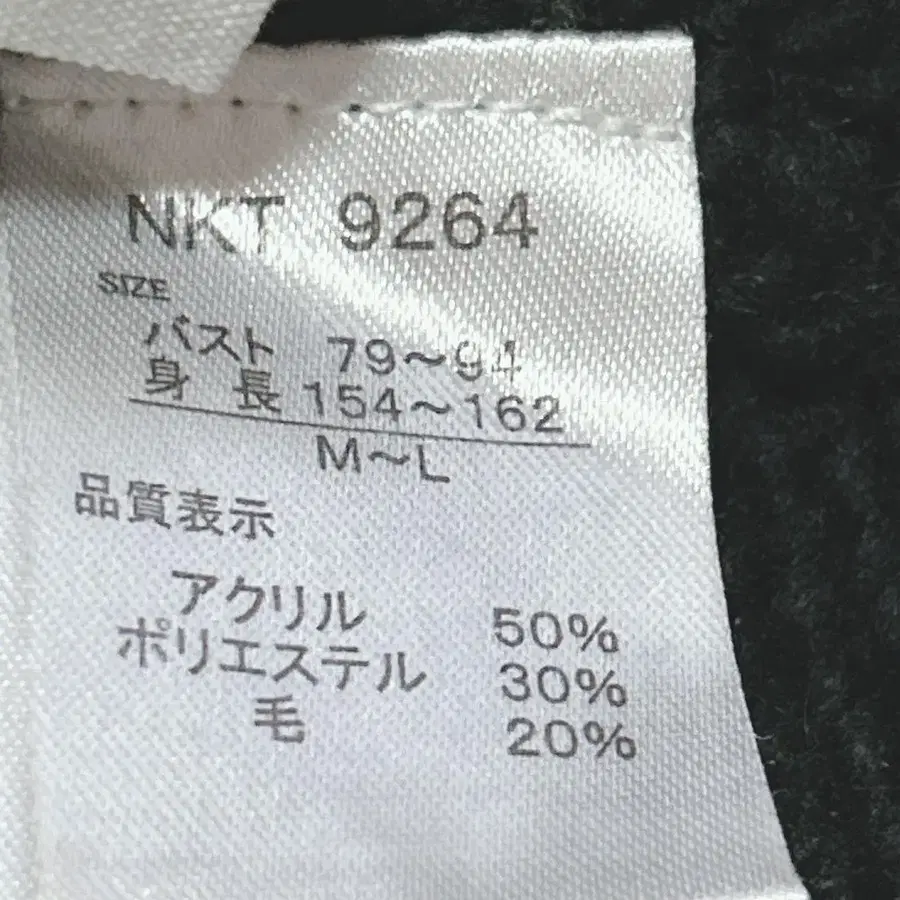 NKT 9264
SIZE
バスト 79〜94
身 長 154〜162
M〜L
品質表示
アクリル 50%
ポリエステル 30%
毛 20%